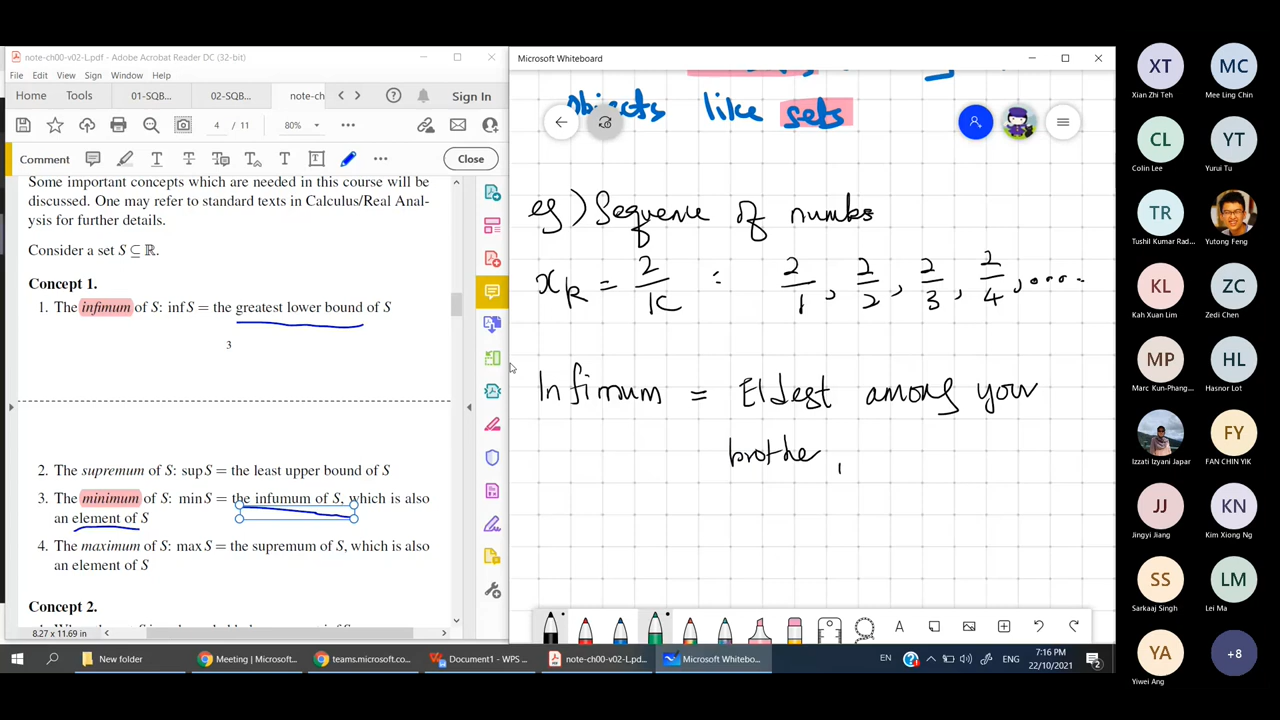 note-ch00-v02-L.pdf - Adobe Acrobat Reader DC (32-bit)
File Edit View Sign Window Help
Home Tools 01-SQB... 02-SQB... note-ch Sign In
4 / 11 80%
Comment Close
Some important concepts which are needed in this course will be
discussed. One may refer to standard texts in Calculus/Real Anal-
ysis for further details.
Consider a set S ⊆ ℝ.
Concept 1.
1. The infimum of S: inf S = the greatest lower bound of S
3
2. The supremum of S: sup S = the least upper bound of S
3. The minimum of S: min S = the infumum of S, which is also
an element of S
4. The maximum of S: max S = the supremum of S, which is also
an element of S
Concept 2.
8.27 x 11.69 in
Microsoft Whiteboard
objects like sets
eg) Sequence of numbs
x_k = 2/k : 2/1, 2/2, 2/3, 2/4, ....
Infimum = Eldest among your
brothe
XT
Xian Zhi Teh
MC
Mee Ling Chin
CL
Colin Lee
YT
Yurui Tu
TR
Tushil Kumar Rad...
Yutong Feng
KL
Kah Xuan Lim
ZC
Zedi Chen
MP
Marc Kun-Phang...
HL
Hasnor Lot
Izzati Izyani Japar
FY
FAN CHIN YIK
JJ
Jingyi Jiang
KN
Kim Xiong Ng
SS
Sarkaaj Singh
LM
Lei Ma
YA
Yiwei Ang
+8
New folder Meeting | Microsoft... teams.microsoft.co... Document1 - WPS ... note-ch00-v02-L.pd... Microsoft Whitebo...
EN ENG 7:16 PM
22/10/2021 2